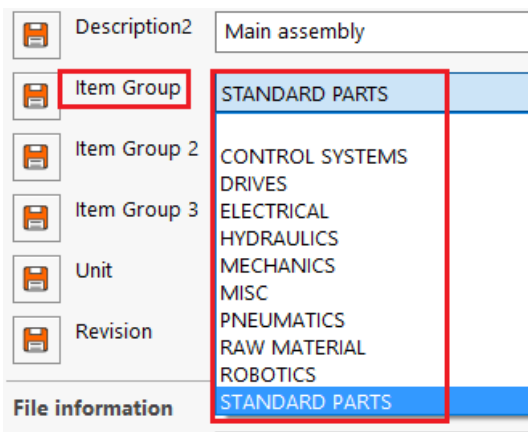 Description2 Main assembly
Item Group STANDARD PARTS
Item Group 2 CONTROL SYSTEMS
DRIVES
Item Group 3 ELECTRICAL
HYDRAULICS
Unit MECHANICS
MISC
Revision PNEUMATICS
RAW MATERIAL
ROBOTICS
File information STANDARD PARTS